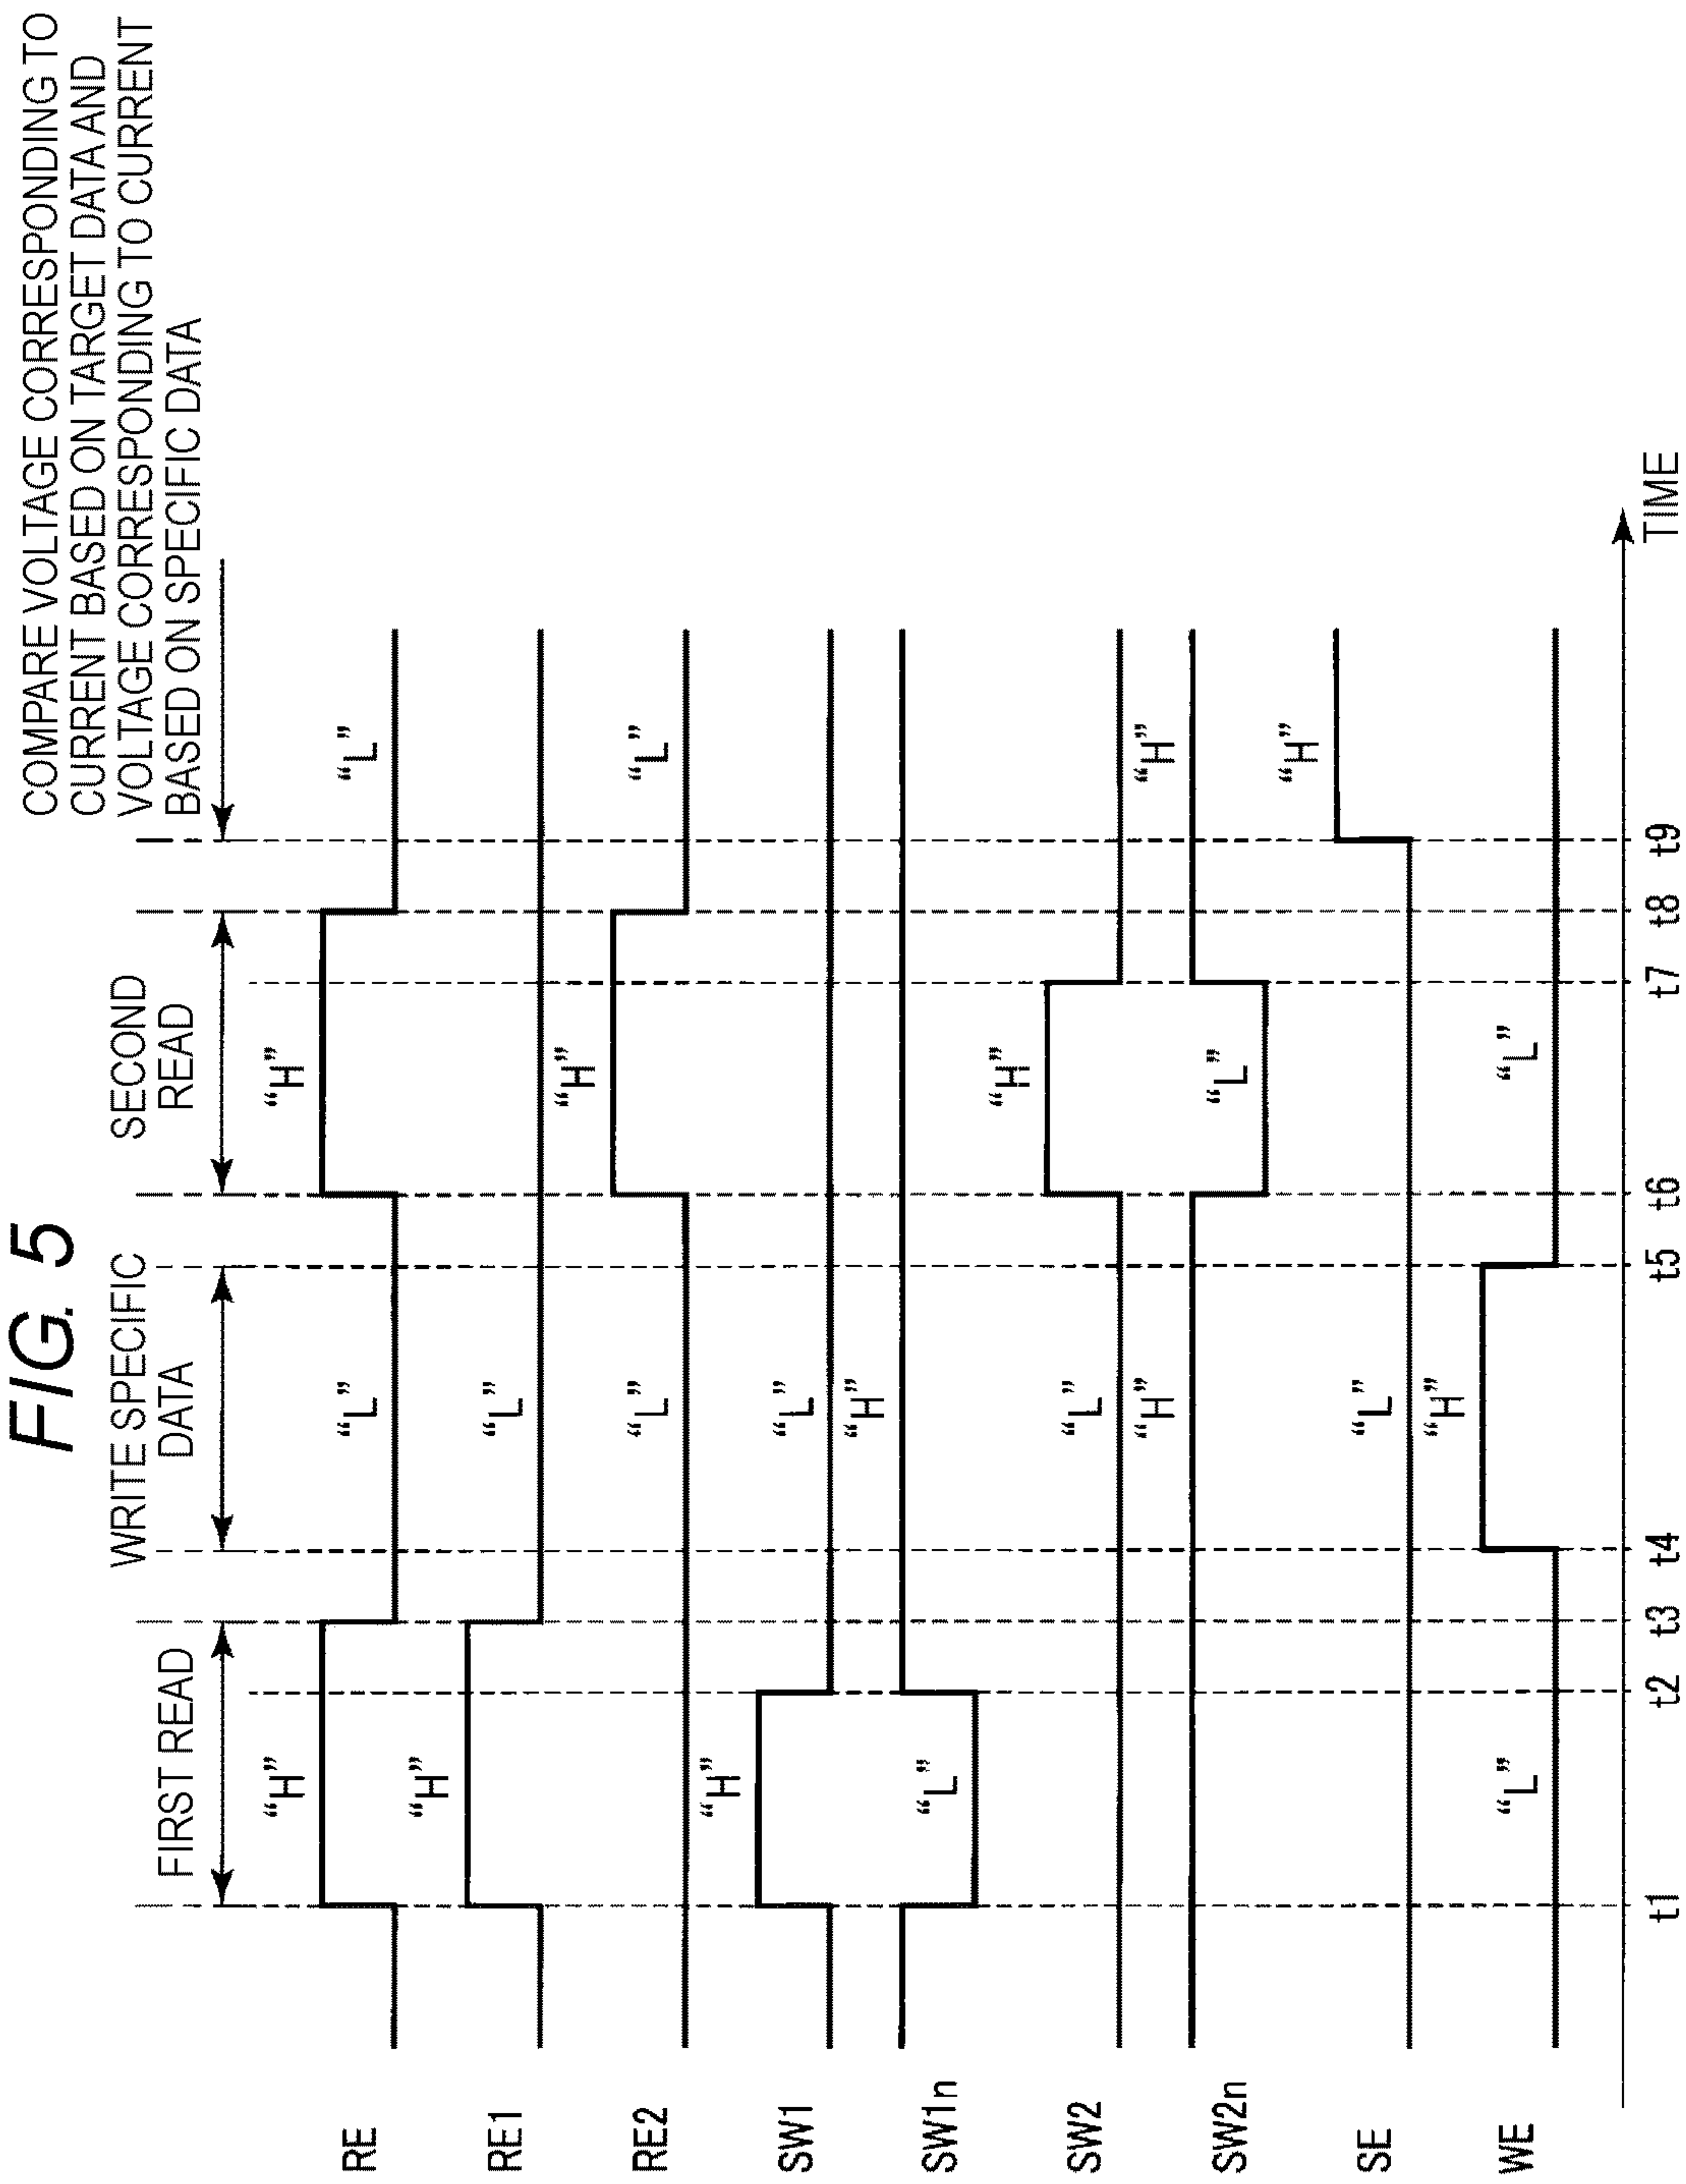 FIG. 5
FIRST READ
WRITE SPECIFIC
DATA
SECOND
READ
COMPARE VOLTAGE CORRESPONDING TO
CURRENT BASED ON TARGET DATA AND
VOLTAGE CORRESPONDING TO CURRENT
BASED ON SPECIFIC DATA
RE “H” “L” “H” “L”
RE1 “H” “L”
RE2 “L” “H” “L”
SW1 “H” “L”
SW1n “L” “H”
SW2 “L” “H”
SW2n “H” “L” “H”
SE “L” “H”
WE “L” “H” “L”
t1 t2 t3 t4 t5 t6 t7 t8 t9
TIME